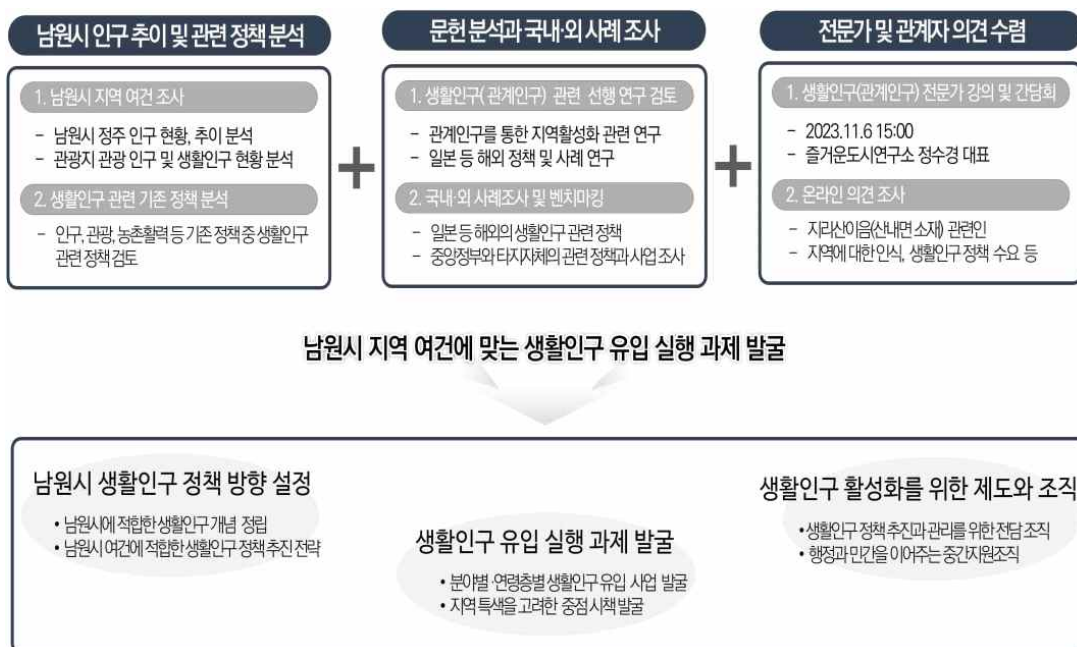 남원시 인구 추이 및 관련 정책 분석
1. 남원시 지역 여건 조사
- 남원시 정주 인구 현황, 추이 분석
- 관광지 관광 인구 및 생활인구 현황 분석
2. 생활인구 관련 기존 정책 분석
- 인구, 관광, 농촌활력 등 기존 정책 중 생활인구
관련 정책 검토
+
문헌 분석과 국내·외 사례 조사
1. 생활인구(관계인구) 관련 선행 연구 검토
- 관계인구를 통한 지역활성화 관련 연구
- 일본 등 해외 정책 및 사례 연구
2. 국내·외 사례조사 및 벤치마킹
- 일본 등 해외의 생활인구 관련 정책
- 중앙정부와 타지자체의 관련 정책과 사업 조사
+
전문가 및 관계자 의견 수렴
1. 생활인구(관계인구) 전문가 강의 및 간담회
- 2023.11.6 15:00
- 즐거운도시연구소 정수경 대표
2. 온라인 의견 조사
- 지리산이음(산내면 소재) 관련인
- 지역에 대한 인식, 생활인구 정책 수요 등
남원시 지역 여건에 맞는 생활인구 유입 실행 과제 발굴
남원시 생활인구 정책 방향 설정
• 남원시에 적합한 생활인구 개념 정립
• 남원시 여건에 적합한 생활인구 정책 추진 전략
생활인구 유입 실행 과제 발굴
• 분야별·연령층별 생활인구 유입 사업 발굴
• 지역 특색을 고려한 중점 시책 발굴
생활인구 활성화를 위한 제도와 조직
• 생활인구 정책 추진과 관리를 위한 전담 조직
• 행정과 민간을 이어주는 중간지원조직